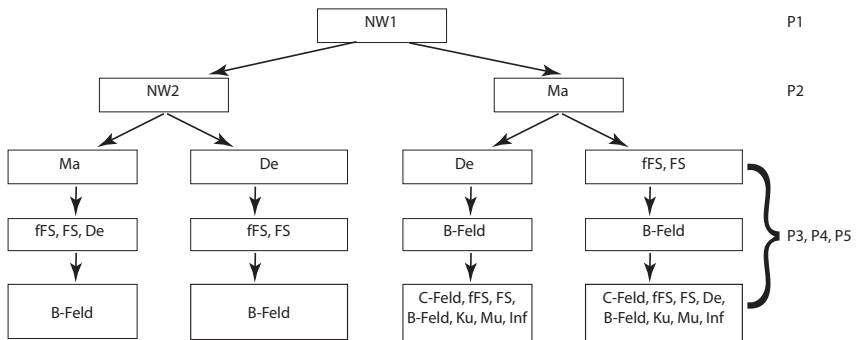 NW1
P1
NW2
Ma
P2
Ma
De
De
fFS, FS
fFS, FS, De
fFS, FS
B-Feld
B-Feld
P3, P4, P5
B-Feld
B-Feld
C-Feld, fFS, FS,
B-Feld, Ku, Mu, Inf
C-Feld, fFS, FS, De,
B-Feld, Ku, Mu, Inf